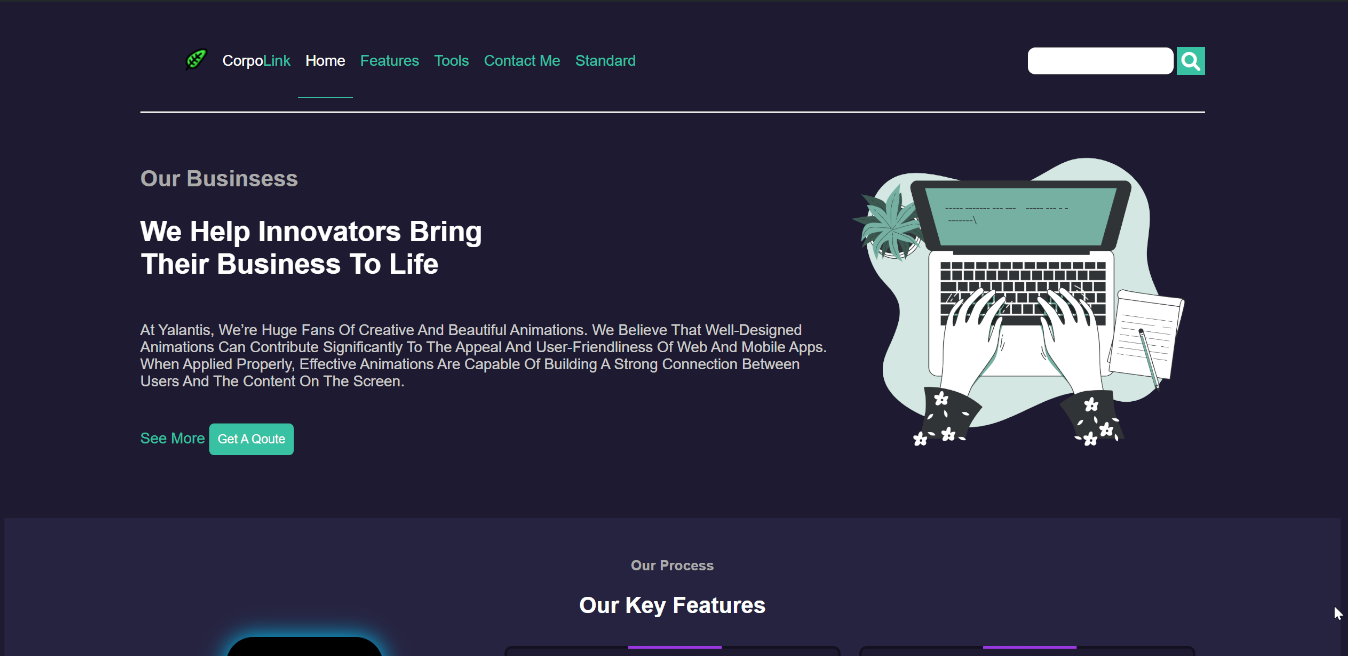 CorpoLink Home Features Tools Contact Me Standard
Our Businsess
We Help Innovators Bring
Their Business To Life
At Yalantis, We're Huge Fans Of Creative And Beautiful Animations. We Believe That Well-Designed
Animations Can Contribute Significantly To The Appeal And User-Friendliness Of Web And Mobile Apps.
When Applied Properly, Effective Animations Are Capable Of Building A Strong Connection Between
Users And The Content On The Screen.
See More Get A Qoute
Our Process
Our Key Features